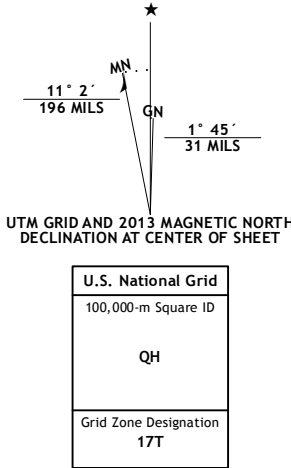 ★
MN
GN
11° 2´
196 MILS
1° 45´
31 MILS
UTM GRID AND 2013 MAGNETIC NORTH
DECLINATION AT CENTER OF SHEET
U.S. National Grid
100,000-m Square ID
QH
Grid Zone Designation
17T